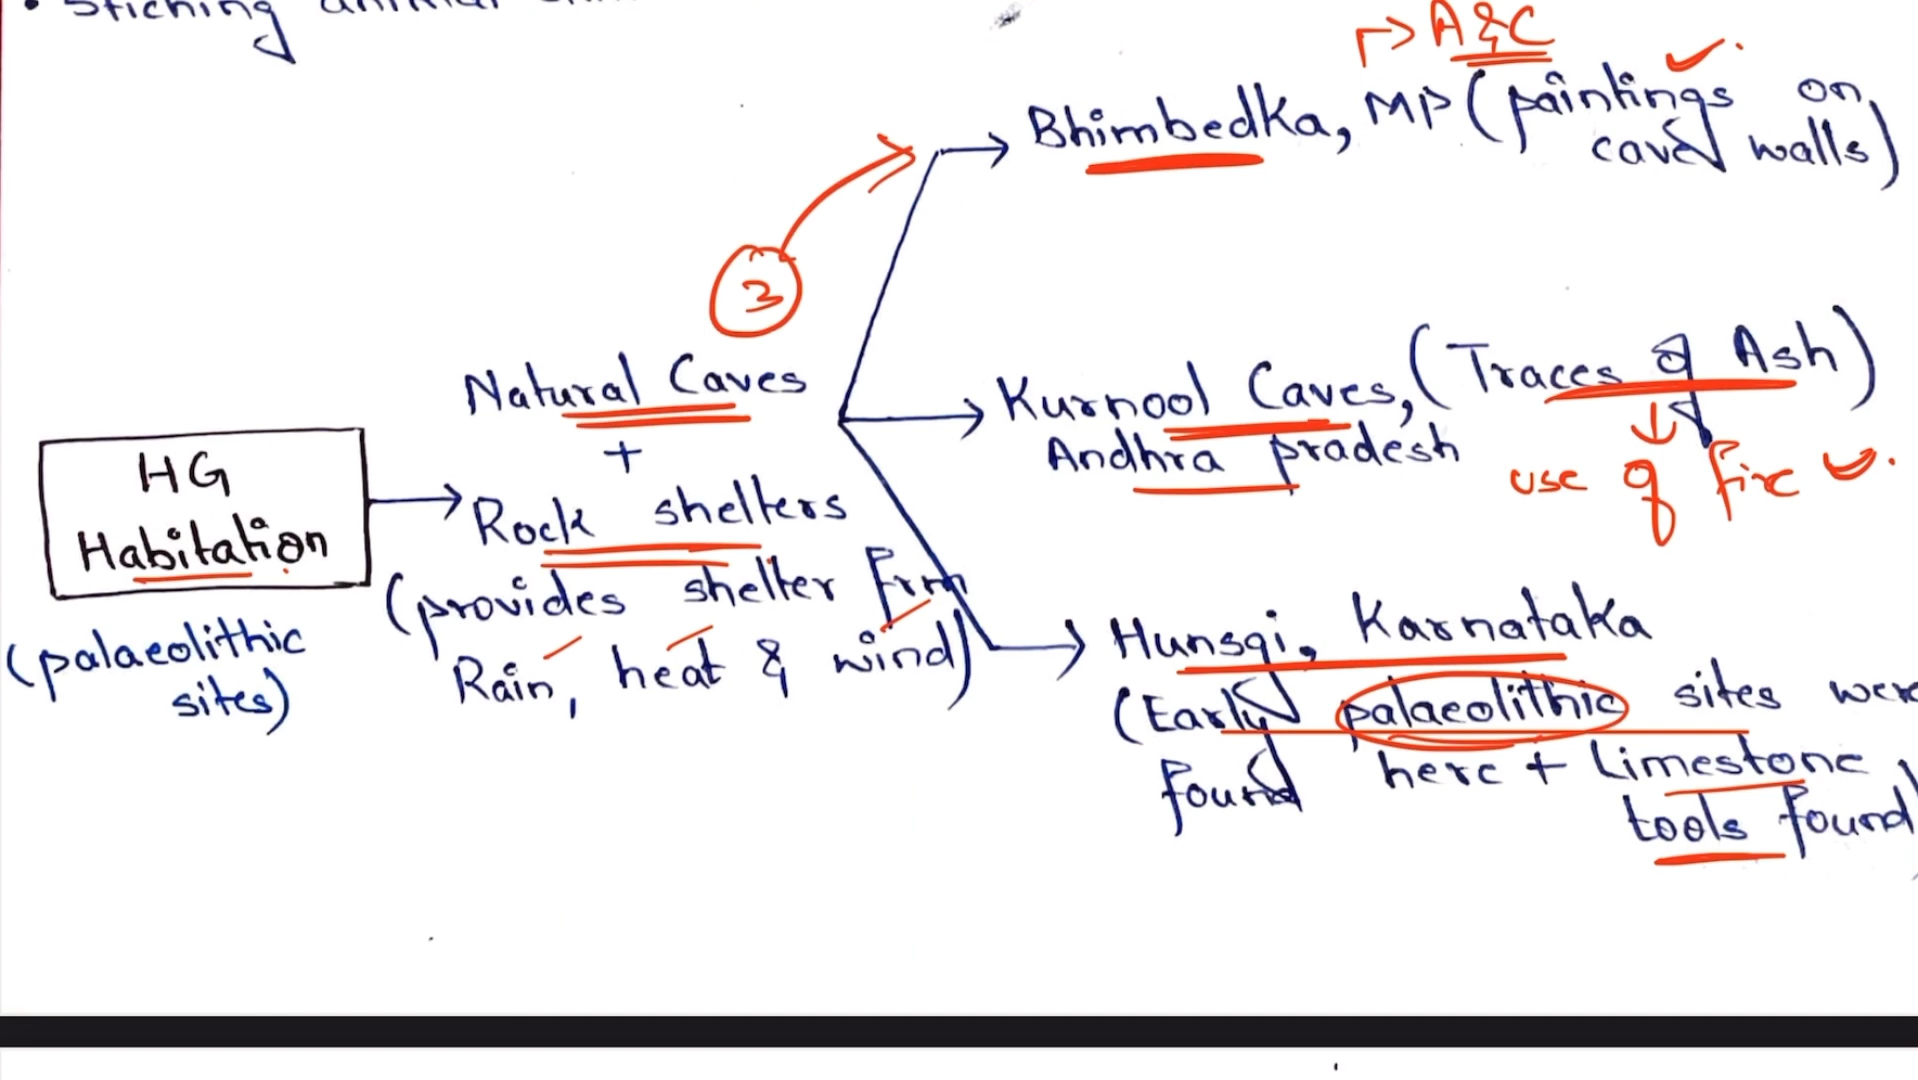 • Stiching
→ A & C
Bhimbedka, MP (paintings on
cave walls)
3
Natural Caves
+
Rock shelters
(provides shelter frm
Rain, heat & wind)
HG
Habitation
(palaeolithic
sites)
Kurnool Caves, (Traces of Ash)
Andhra pradesh
↓
use of fire
Hunsgi, Karnataka
(Early palaeolithic sites were
found here + Limestone
tools found)